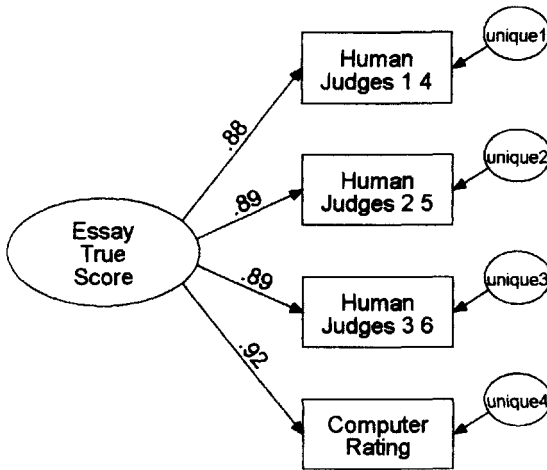 unique1
Human
Judges 1 4
.88
unique2
Human
Judges 2 5
.89
Essay
True
Score
unique3
Human
Judges 3 6
.89
.92
unique4
Computer
Rating